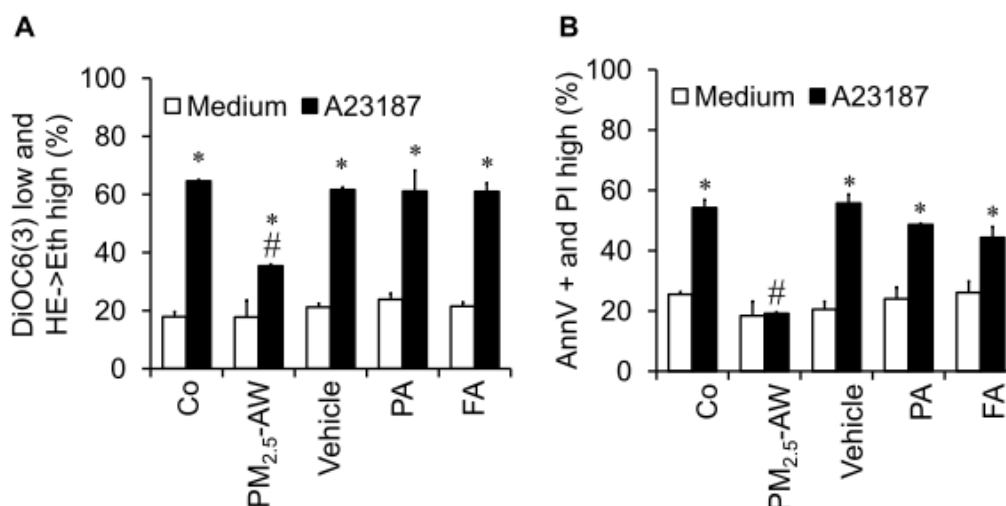 A
DiOC6(3) low and
HE->Eth high (%)
100
80
60
40
20
0
Medium A23187
*
*
#
*
*
*
Co
PM2.5-AW
Vehicle
PA
FA
B
AnnV + and PI high (%)
100
80
60
40
20
0
Medium A23187
*
#
*
*
*
Co
PM2.5-AW
Vehicle
PA
FA